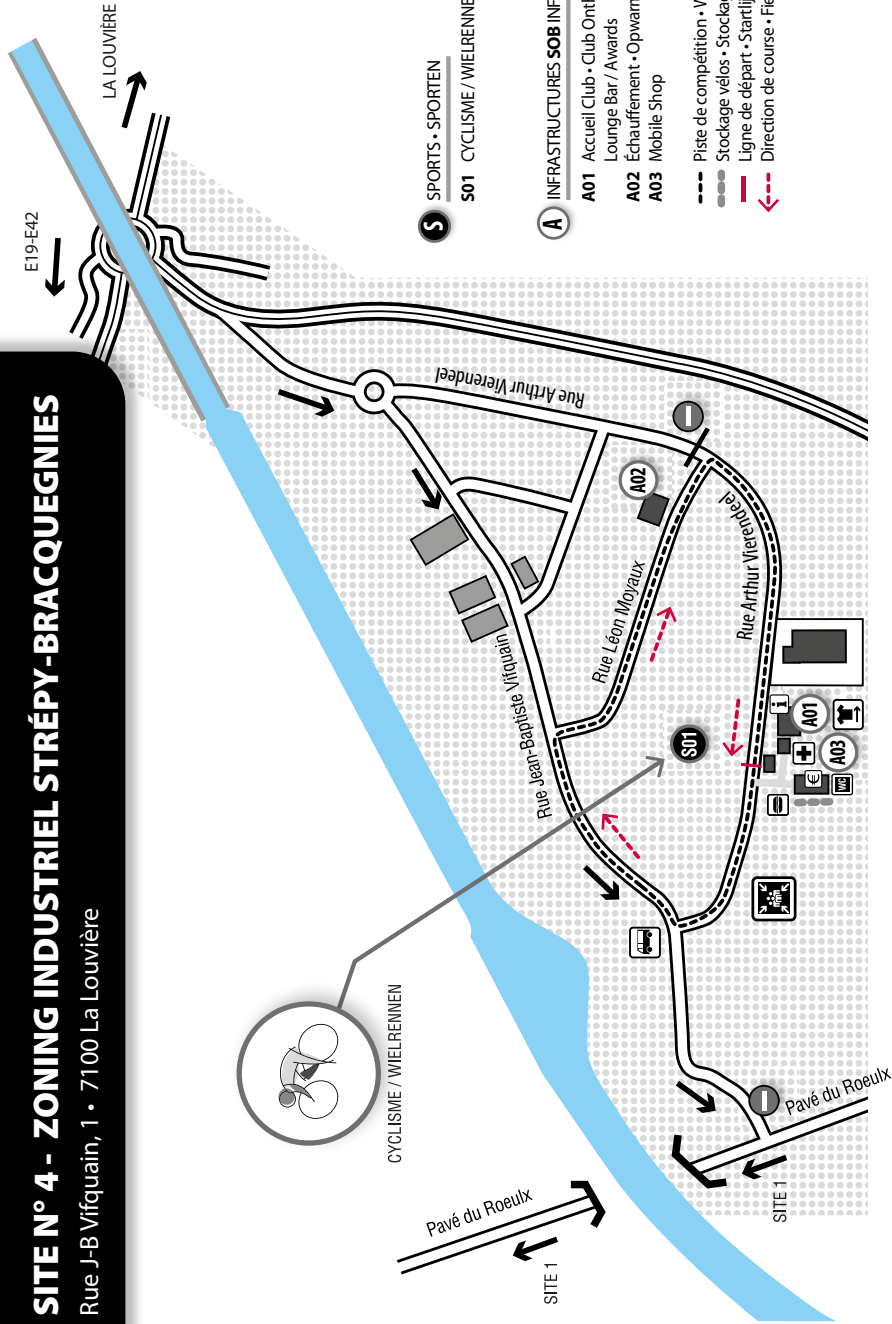 SITE N° 4 - ZONING INDUSTRIEL STRÉPY-BRACQUEGNIES
Rue J-B Vifquain, 1 • 7100 La Louvière
E19-E42
LA LOUVIÈRE
CYCLISME / WIELRENNEN
Pavé du Roeulx
SITE 1
Pavé du Roeulx
SITE 1
Rue Jean-Baptiste Vifquain
Rue Léon Moyaux
Rue Arthur Vierendeel
Rue Arthur Vierendeel
S01
A02
A01
A03
i
€
WC
S SPORTS • SPORTEN
S01 CYCLISME / WIELRENNE
A INFRASTRUCTURES SOB INF
A01 Accueil Club • Club Onth
Lounge Bar / Awards
A02 Échauffement • Opwarm
A03 Mobile Shop
Piste de compétition • W
Stockage vélos • Stockag
Ligne de départ • Startlij
Direction de course • Fie